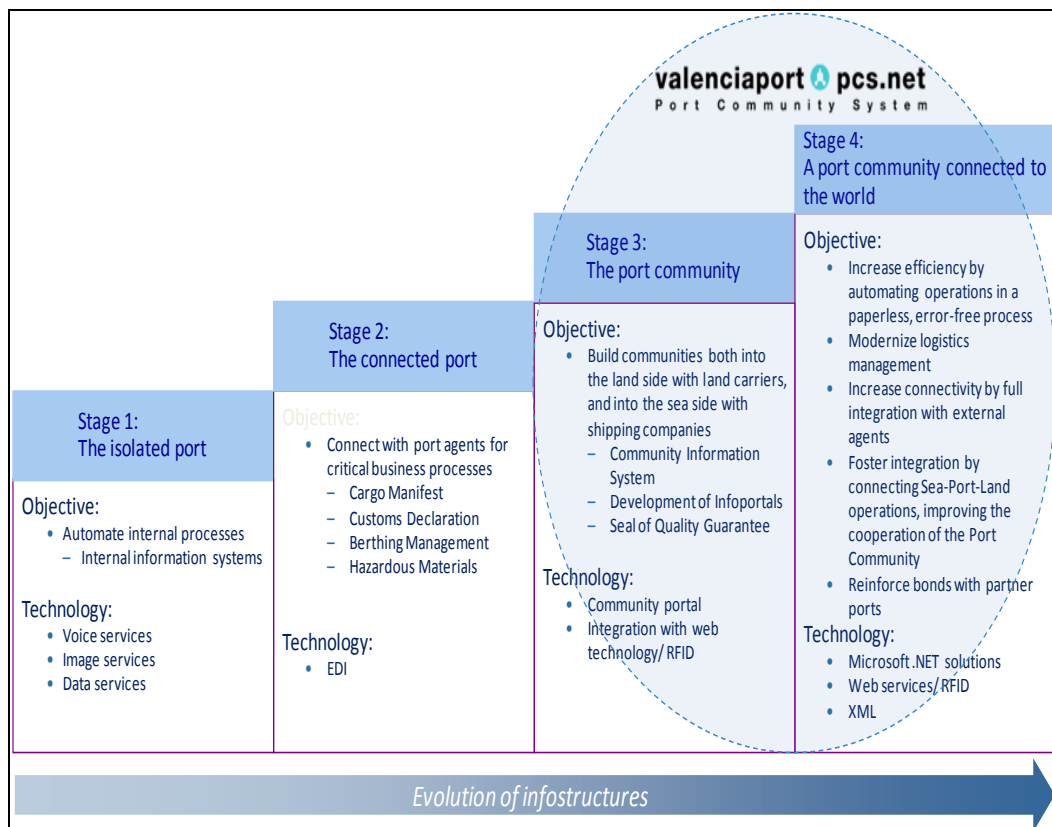 valenciaport pcs.net
Port Community System
Stage 1:
The isolated port
Objective:
• Automate internal processes
– Internal information systems
Technology:
• Voice services
• Image services
• Data services
Stage 2:
The connected port
Objective:
• Connect with port agents for
critical business processes
– Cargo Manifest
– Customs Declaration
– Berthing Management
– Hazardous Materials
Technology:
• EDI
Stage 3:
The port community
Objective:
• Build communities both into
the land side with land carriers,
and into the sea side with
shipping companies
– Community Information
System
– Development of Infoportals
– Seal of Quality Guarantee
Technology:
• Community portal
• Integration with web
technology/ RFID
Stage 4:
A port community connected to
the world
Objective:
• Increase efficiency by
automating operations in a
paperless, error-free process
• Modernize logistics
management
• Increase connectivity by full
integration with external
agents
• Foster integration by
connecting Sea-Port-Land
operations, improving the
cooperation of the Port
Community
• Reinforce bonds with partner
ports
Technology:
• Microsoft .NET solutions
• Web services/ RFID
• XML
Evolution of infostructures